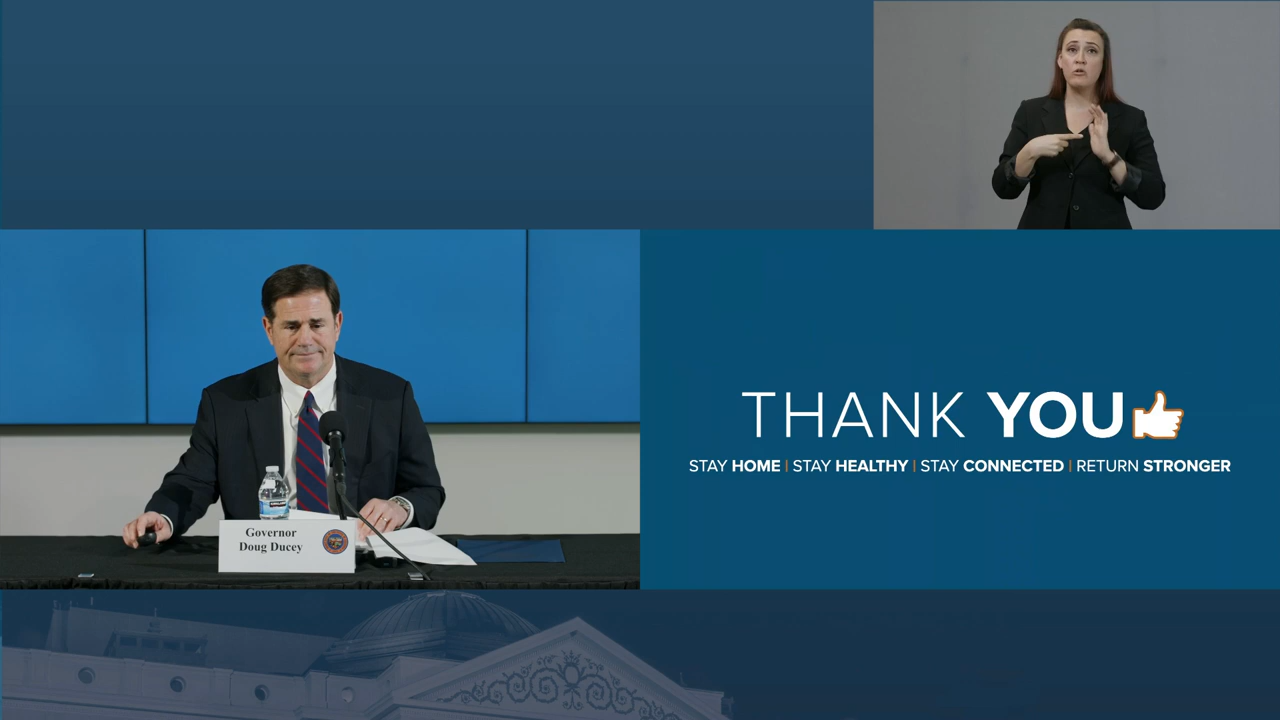 THANK YOU
STAY HOME | STAY HEALTHY | STAY CONNECTED | RETURN STRONGER
Governor
Doug Ducey